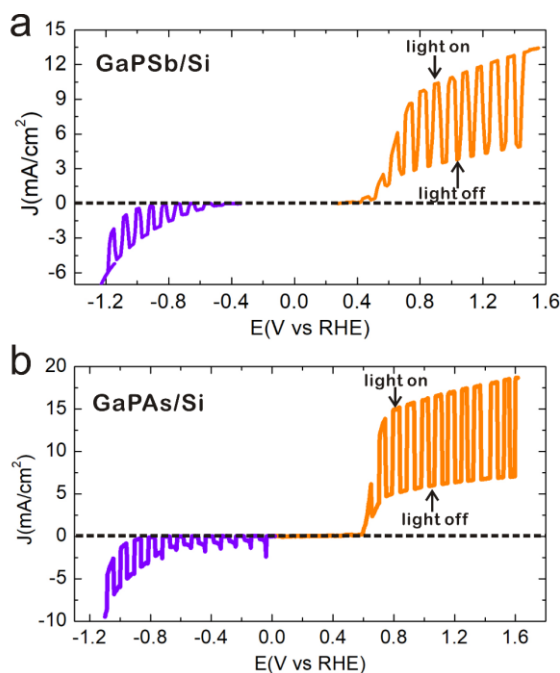 a
GaPSb/Si
light on
light off
J(mA/cm²)
15
12
9
6
3
0
-3
-6
-1.2 -0.8 -0.4 0.0 0.4 0.8 1.2 1.6
E(V vs RHE)
b
GaPAs/Si
light on
light off
J(mA/cm²)
20
15
10
5
0
-5
-10
-1.2 -0.8 -0.4 0.0 0.4 0.8 1.2 1.6
E(V vs RHE)